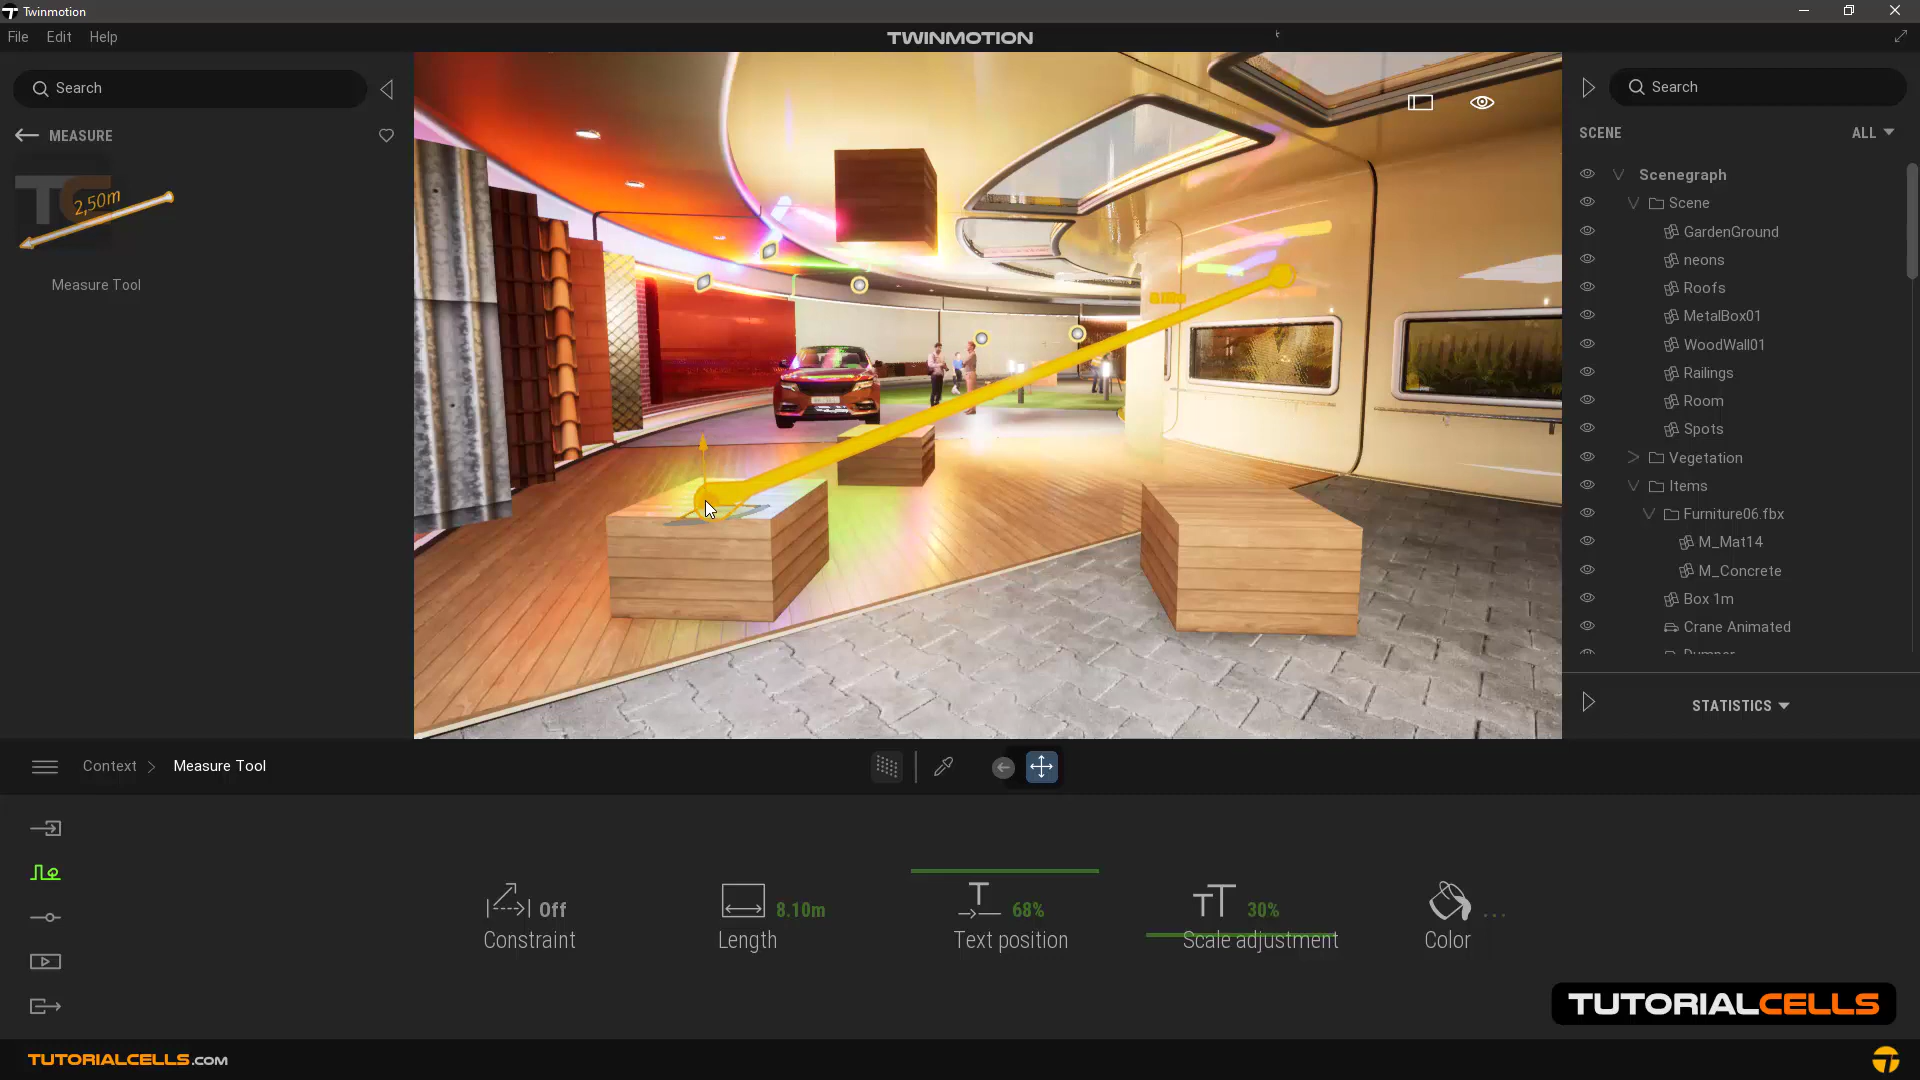 Twinmotion
File Edit Help
TWINMOTION
Search
MEASURE
2,50m
Measure Tool
Search
SCENE
ALL
Scenegraph
Scene
GardenGround
neons
Roofs
MetalBox01
WoodWall01
Railings
Room
Spots
Vegetation
Items
Furniture06.fbx
M_Mat14
M_Concrete
Box 1m
Crane Animated
STATISTICS
Context
Measure Tool
Off
Constraint
8.10m
Length
68%
Text position
30%
Scale adjustment
...
Color
TUTORIALCELLS
TUTORIALCELLS.COM